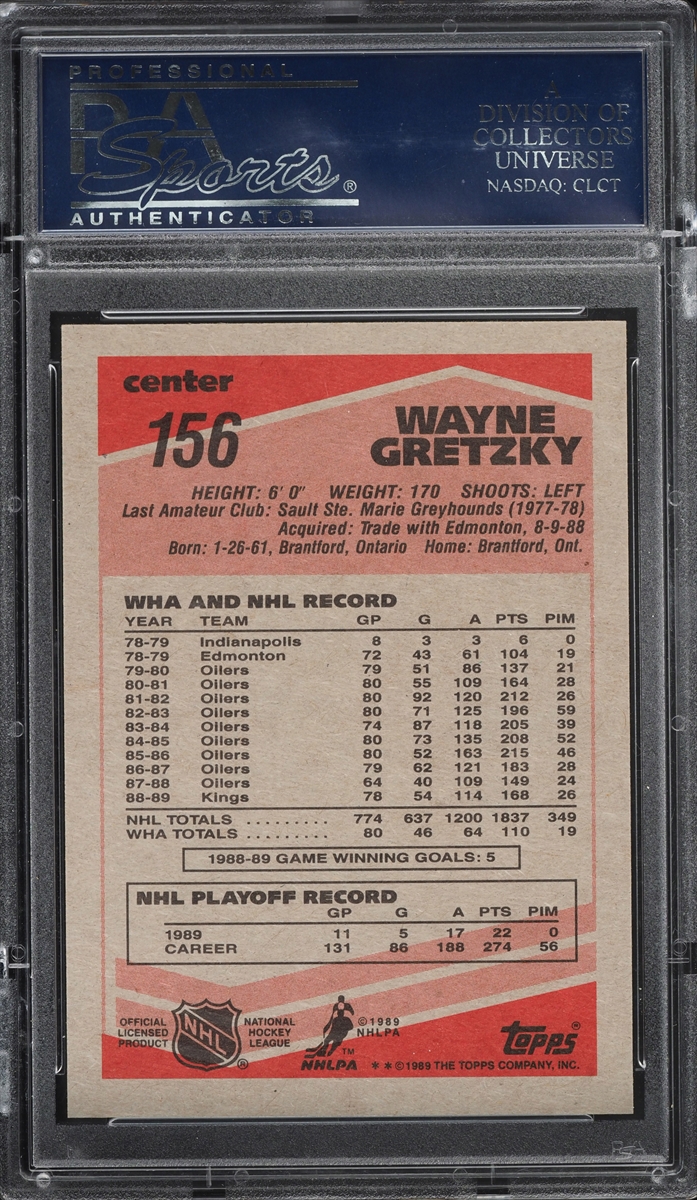 PROFESSIONAL
PSA
Sports®
AUTHENTICATOR
A
DIVISION OF
COLLECTORS
UNIVERSE
NASDAQ: CLCT
center
156
WAYNE
GRETZKY
HEIGHT: 6' 0" WEIGHT: 170 SHOOTS: LEFT
Last Amateur Club: Sault Ste. Marie Greyhounds (1977-78)
Acquired: Trade with Edmonton, 8-9-88
Born: 1-26-61, Brantford, Ontario Home: Brantford, Ont.
WHA AND NHL RECORD
YEAR TEAM GP G A PTS PIM
78-79 Indianapolis 8 3 3 6 0
78-79 Edmonton 72 43 61 104 19
79-80 Oilers 79 51 86 137 21
80-81 Oilers 80 55 109 164 28
81-82 Oilers 80 92 120 212 26
82-83 Oilers 80 71 125 196 59
83-84 Oilers 74 87 118 205 39
84-85 Oilers 80 73 135 208 52
85-86 Oilers 80 52 163 215 46
86-87 Oilers 79 62 121 183 28
87-88 Oilers 64 40 109 149 24
88-89 Kings 78 54 114 168 26
NHL TOTALS ......... 774 637 1200 1837 349
WHA TOTALS ......... 80 46 64 110 19
1988-89 GAME WINNING GOALS: 5
NHL PLAYOFF RECORD
GP G A PTS PIM
1989 11 5 17 22 0
CAREER 131 86 188 274 56
OFFICIAL LICENSED PRODUCT
NHL®
NATIONAL HOCKEY LEAGUE
©1989 NHLPA
NHLPA™
Topps®
**©1989 THE TOPPS COMPANY, INC.
PSA